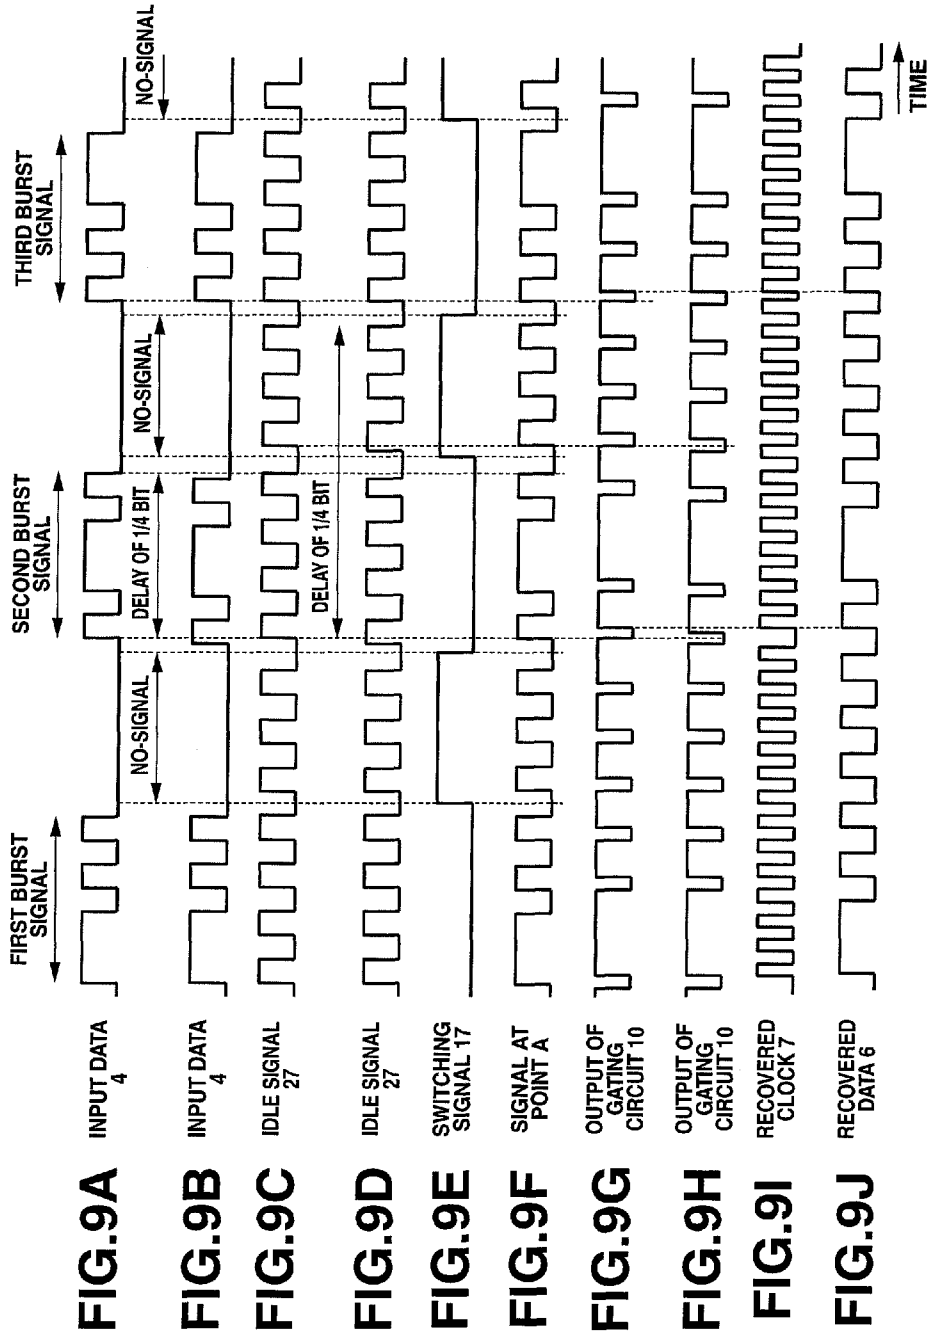 FIG.9A
INPUT DATA
4
FIRST BURST
SIGNAL
SECOND BURST
SIGNAL
THIRD BURST
SIGNAL
NO-SIGNAL
DELAY OF 1/4 BIT
NO-SIGNAL
NO-SIGNAL
FIG.9B
INPUT DATA
4
FIG.9C
IDLE SIGNAL
27
DELAY OF 1/4 BIT
FIG.9D
IDLE SIGNAL
27
FIG.9E
SWITCHING
SIGNAL 17
FIG.9F
SIGNAL AT
POINT A
FIG.9G
OUTPUT OF
GATING
CIRCUIT 10
FIG.9H
OUTPUT OF
GATING
CIRCUIT 10
FIG.9I
RECOVERED
CLOCK 7
FIG.9J
RECOVERED
DATA 6
TIME